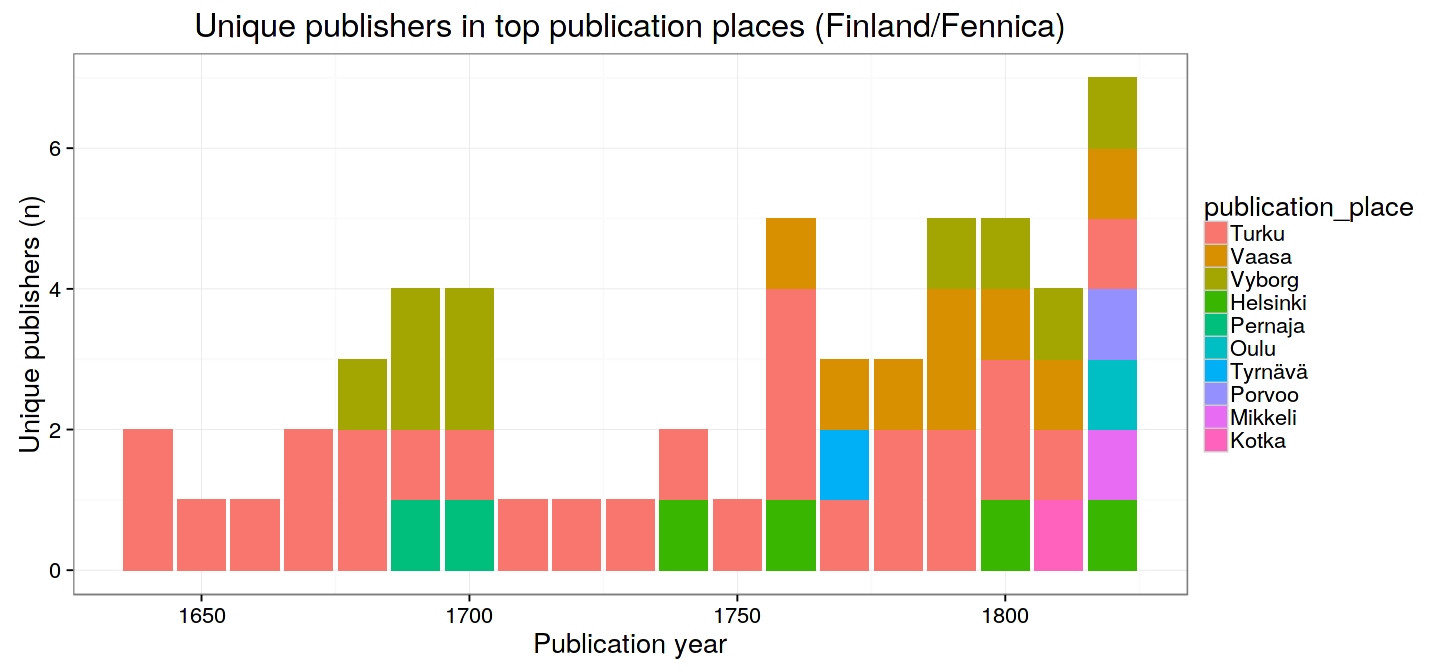 Unique publishers in top publication places (Finland/Fennica)
Unique publishers (n)
6
4
2
0
1650
1700
1750
1800
Publication year
publication_place
Turku
Vaasa
Vyborg
Helsinki
Pernaja
Oulu
Tyrnävä
Porvoo
Mikkeli
Kotka